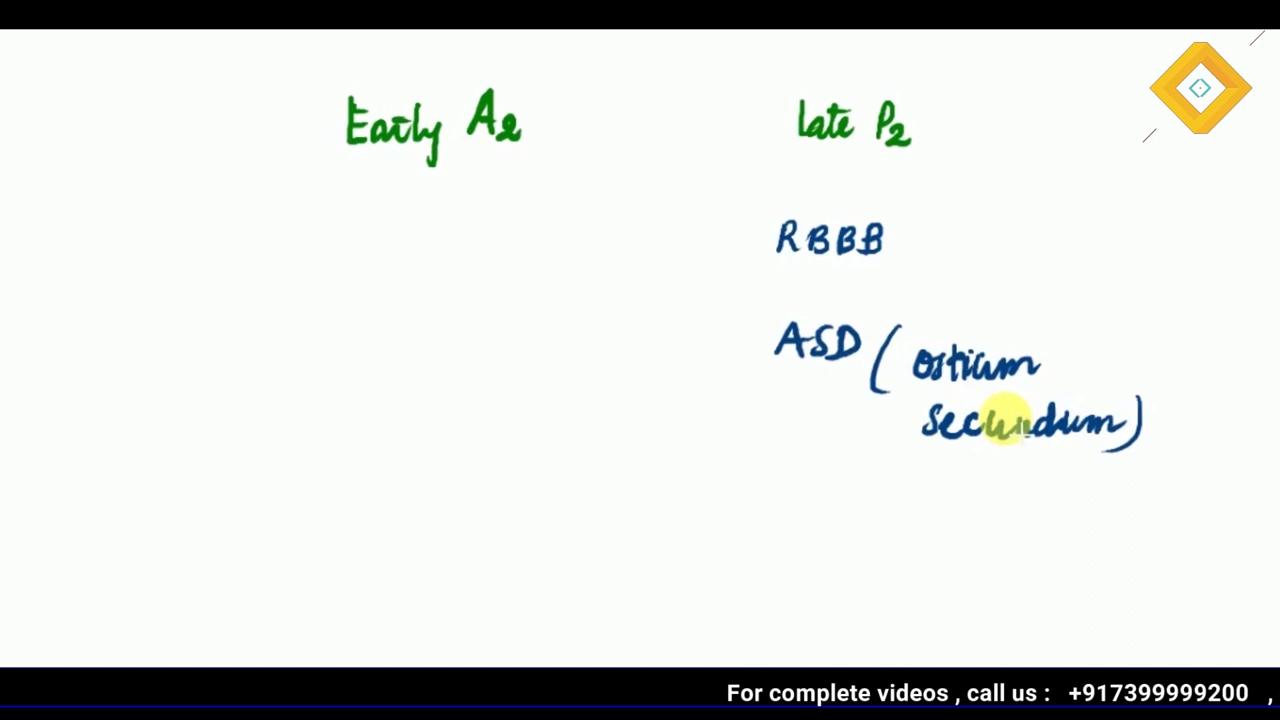 Early A2
Late P2
RBBB
ASD (Ostium
Secundum)
For complete videos , call us : +917399999200 ,